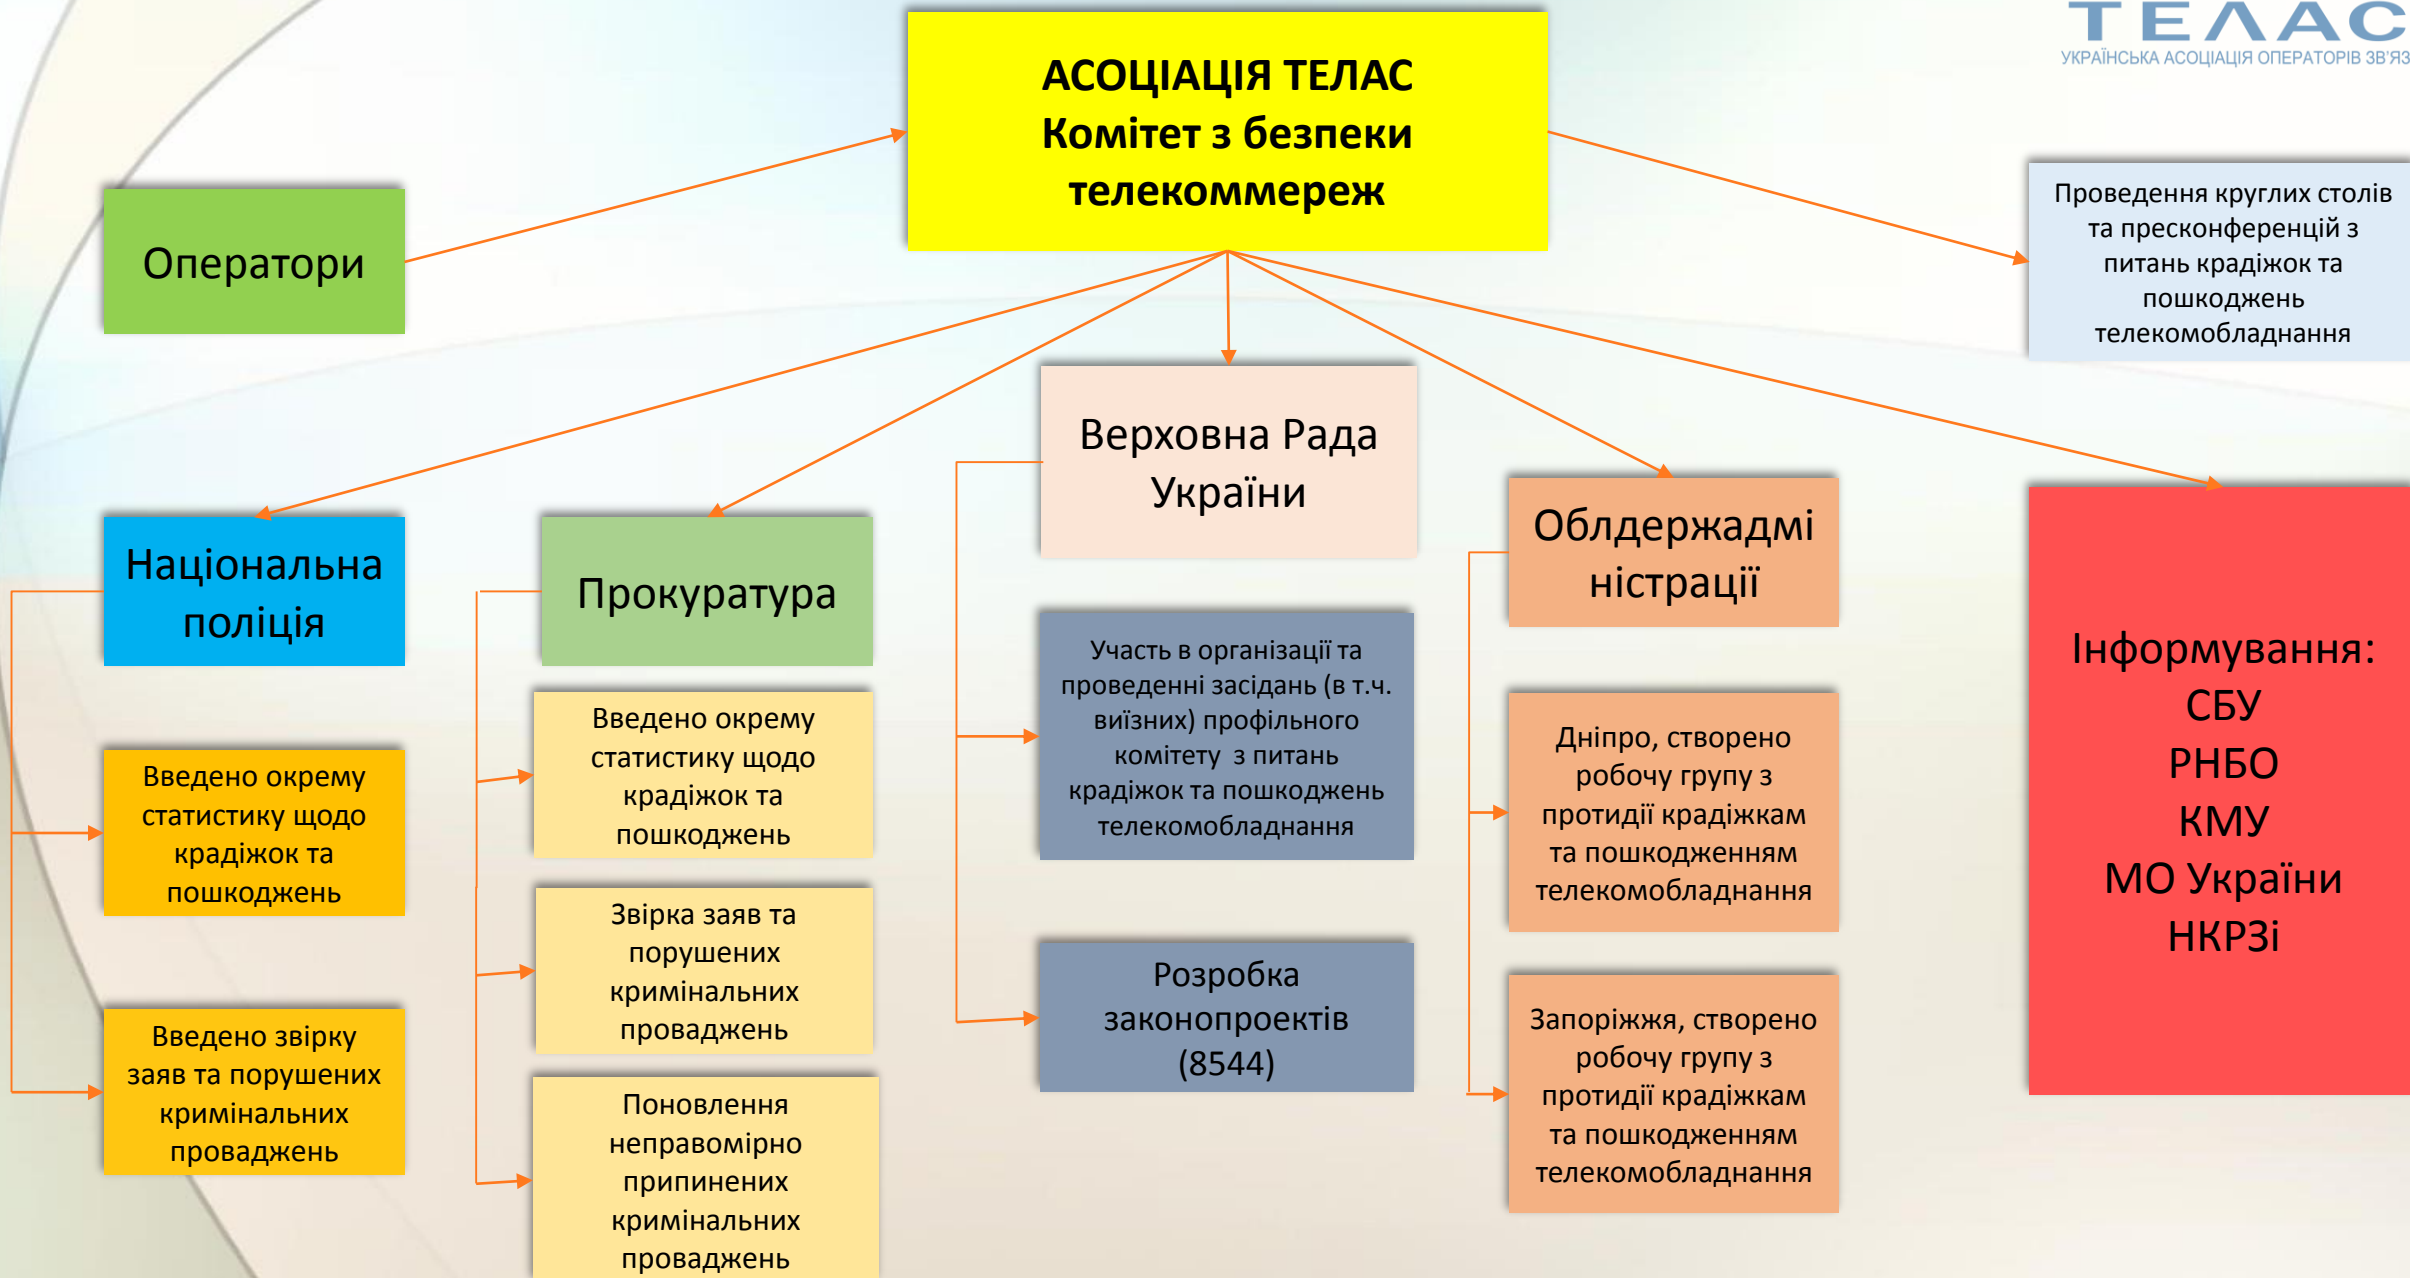 ТЕЛАС
УКРАЇНСЬКА АСОЦІАЦІЯ ОПЕРАТОРІВ
АСОЦІАЦІЯ ТЕЛАС
Комітет з безпеки
телекоммереж
Оператори
Проведення круглих столів
та пресконференцій з
питань крадіжок та
пошкоджень
телекомобладнання
Національна
поліція
Введено окрему
статистику щодо
крадіжок та
пошкоджень
Введено звірку
заяв та порушених
кримінальних
проваджень
Прокуратура
Введено окрему
статистику щодо
крадіжок та
пошкоджень
Звірка заяв та
порушених
кримінальних
проваджень
Поновлення
неправомірно
припинених
кримінальних
проваджень
Верховна Рада
України
Участь в організації та
проведенні засідань (в т.ч.
виїзних) профільного
комітету з питань
крадіжок та пошкоджень
телекомобладнання
Розробка
законопроектів
(8544)
Облдержадмі
ністрації
Дніпро, створено
робочу групу з
протидії крадіжкам
та пошкодженням
телекомобладнання
Запоріжжя, створено
робочу групу з
протидії крадіжкам
та пошкодженням
телекомобладнання
Інформування:
СБУ
РНБО
КМУ
МО України
НКРЗі